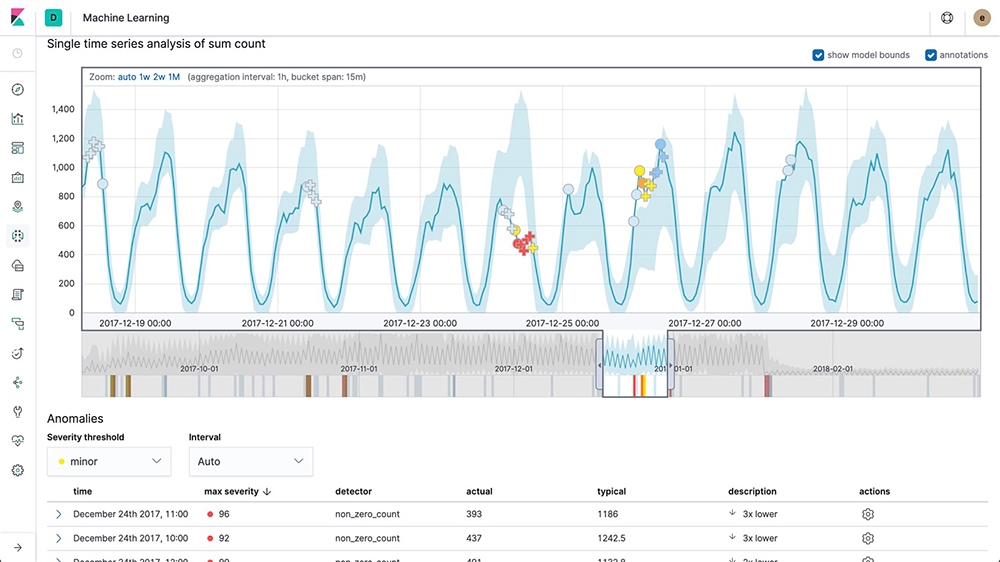 D Machine Learning e
Single time series analysis of sum count
show model bounds annotations
Zoom: auto 1w 2w 1M (aggregation interval: 1h, bucket span: 15m)
1,400
1,200
1,000
800
600
400
200
0
2017-12-19 00:00 2017-12-21 00:00 2017-12-23 00:00 2017-12-25 00:00 2017-12-27 00:00 2017-12-29 00:00
2017-10-01 2017-11-01 2017-12-01 2018-01-01 2018-02-01
Anomalies
Severity threshold Interval
minor Auto
time max severity detector actual typical description actions
December 24th 2017, 11:00 96 non_zero_count 393 1186 3x lower
December 24th 2017, 10:00 92 non_zero_count 437 1242.5 3x lower